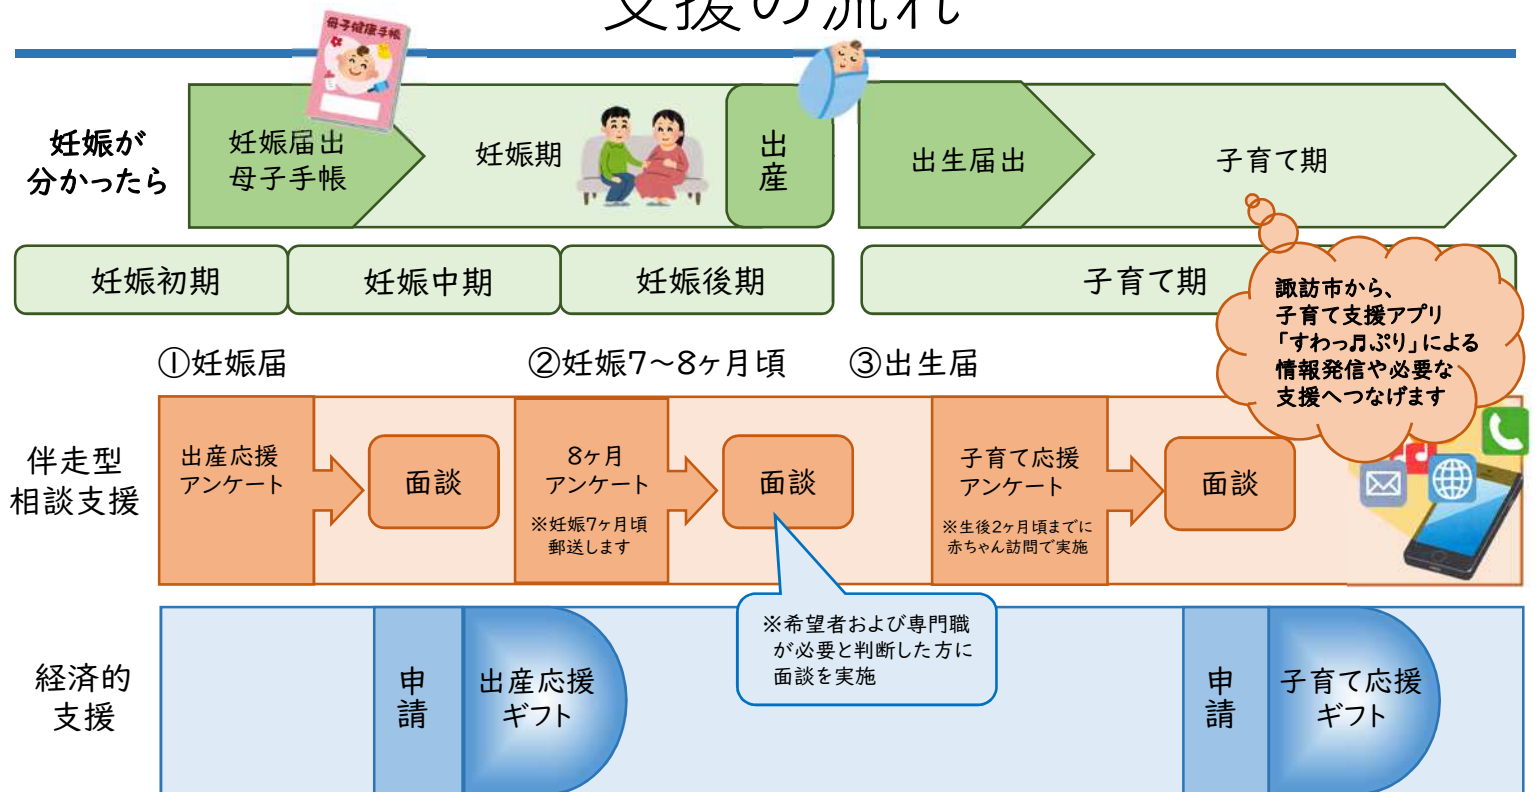 支援の流れ
母子健康手帳
妊娠が
分かったら
妊娠届出
母子手帳
妊娠期
出産
出生届出
子育て期
妊娠初期
妊娠中期
妊娠後期
子育て期
諏訪市から、
子育て支援アプリ
「すわっ月ぷり」による
情報発信や必要な
支援へつなげます
①妊娠届
②妊娠7～8ヶ月頃
③出生届
伴走型
相談支援
出産応援
アンケート
面談
8ヶ月
アンケート
※妊娠7ヶ月頃
郵送します
面談
子育て応援
アンケート
※生後2ヶ月頃までに
赤ちゃん訪問で実施
面談
※希望者および専門職
が必要と判断した方に
面談を実施
経済的
支援
申請
出産応援
ギフト
申請
子育て応援
ギフト